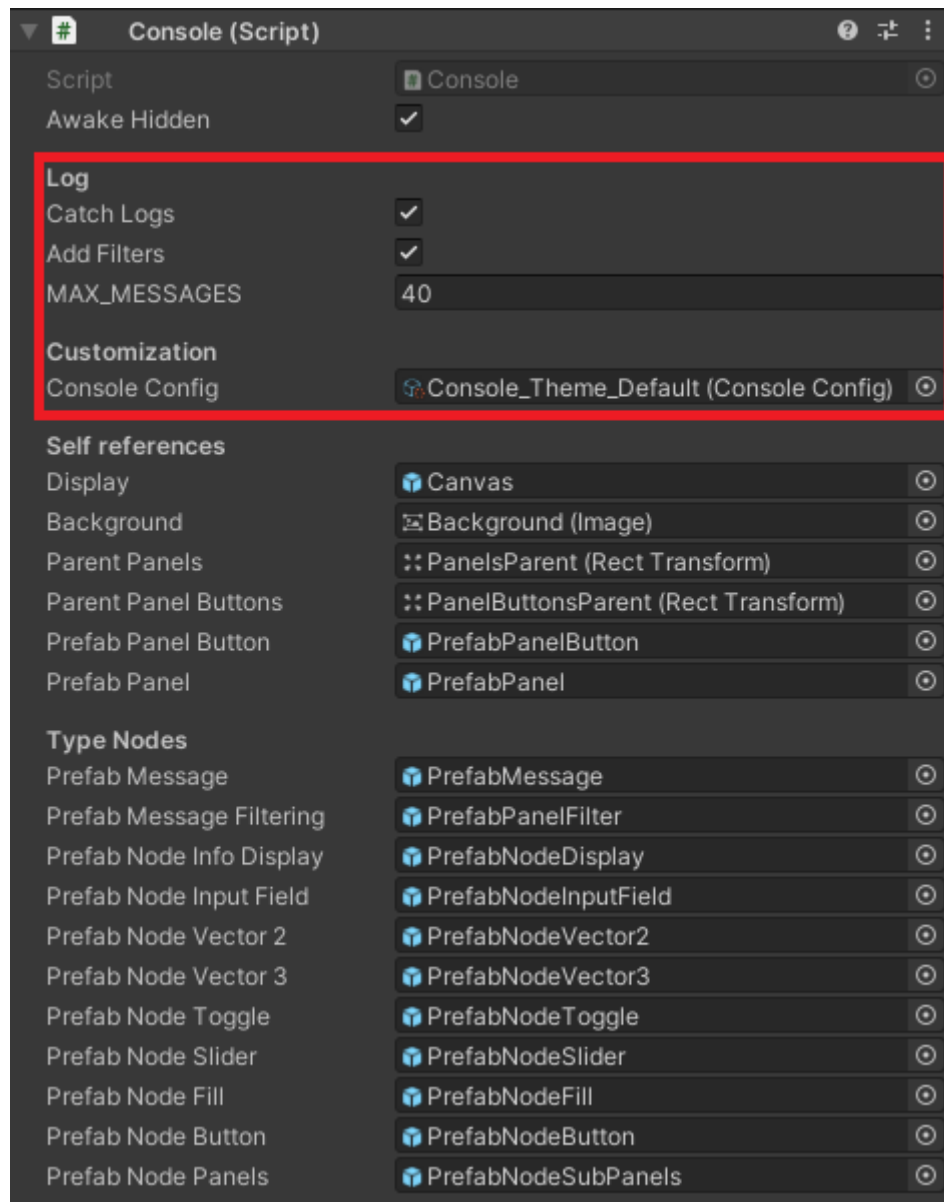 # Console (Script)
Script # Console
Awake Hidden
Log
Catch Logs
Add Filters
MAX_MESSAGES 40
Customization
Console Config Console_Theme_Default (Console Config)
Self references
Display Canvas
Background Background (Image)
Parent Panels PanelsParent (Rect Transform)
Parent Panel Buttons PanelButtonsParent (Rect Transform)
Prefab Panel Button PrefabPanelButton
Prefab Panel PrefabPanel
Type Nodes
Prefab Message PrefabMessage
Prefab Message Filtering PrefabPanelFilter
Prefab Node Info Display PrefabNodeDisplay
Prefab Node Input Field PrefabNodeInputField
Prefab Node Vector 2 PrefabNodeVector2
Prefab Node Vector 3 PrefabNodeVector3
Prefab Node Toggle PrefabNodeToggle
Prefab Node Slider PrefabNodeSlider
Prefab Node Fill PrefabNodeFill
Prefab Node Button PrefabNodeButton
Prefab Node Panels PrefabNodeSubPanels